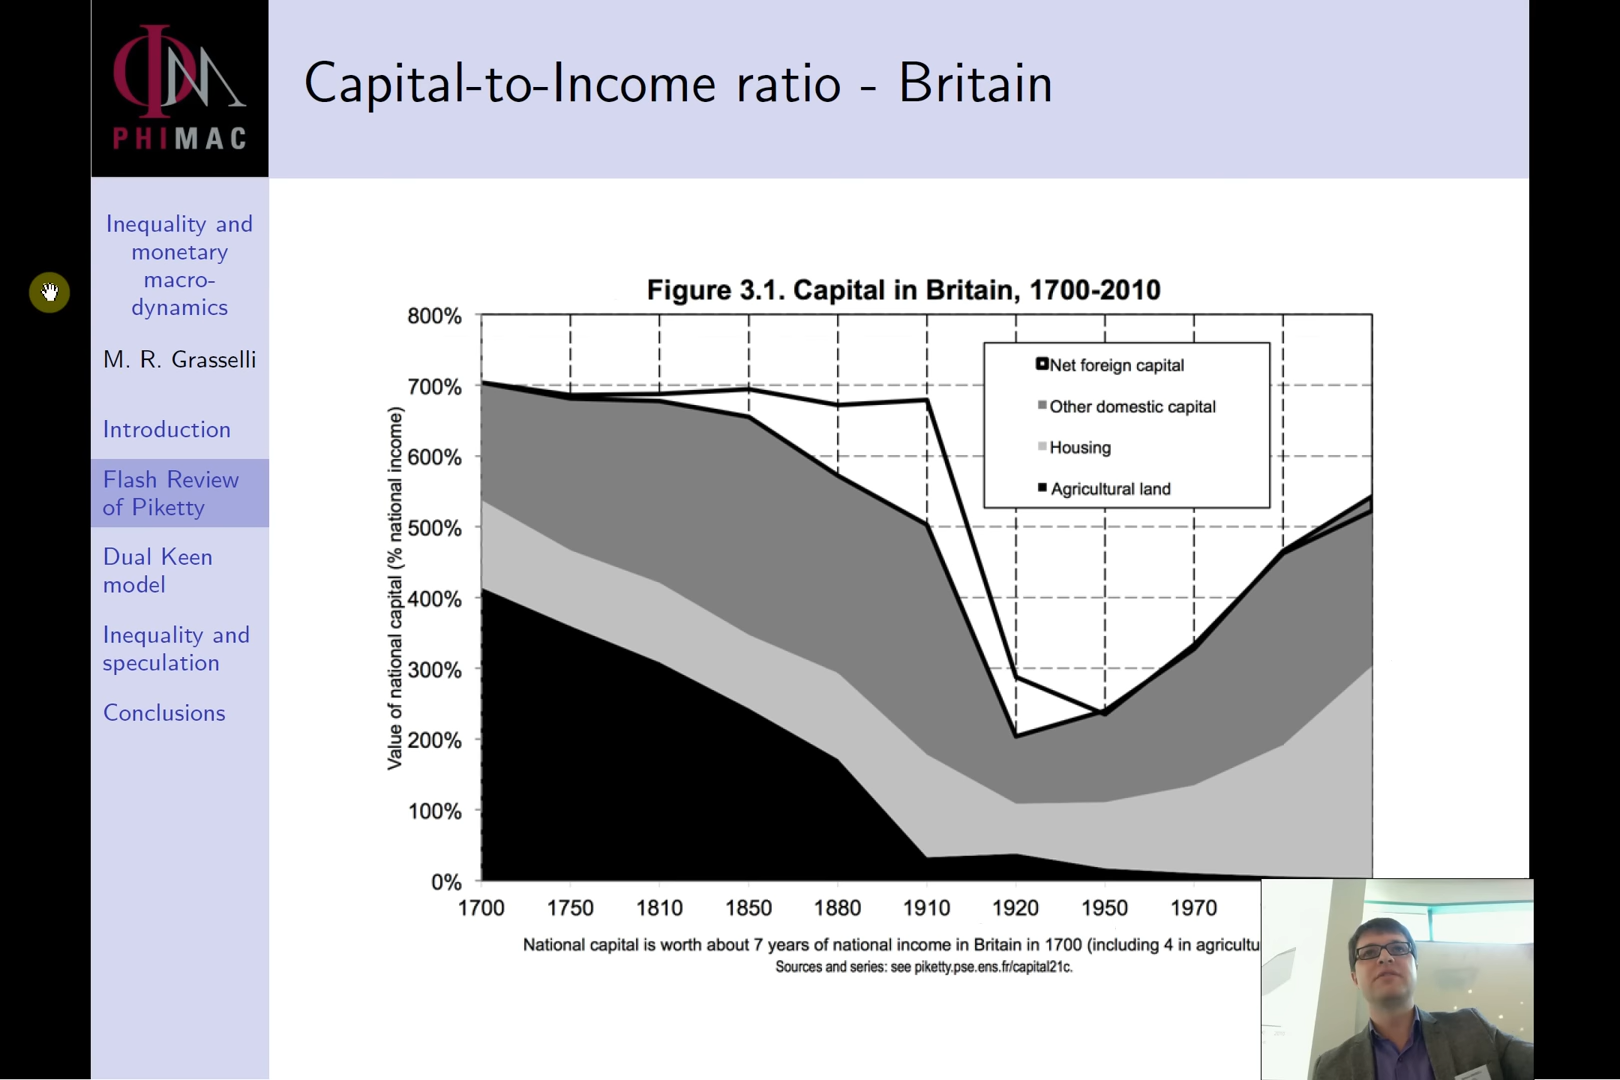 PHIMAC
Capital-to-Income ratio - Britain
Inequality and
monetary
macro-
dynamics
M. R. Grasselli
Introduction
Flash Review
of Piketty
Dual Keen
model
Inequality and
speculation
Conclusions
Figure 3.1. Capital in Britain, 1700-2010
Value of national capital (% national income)
800%
700%
600%
500%
400%
300%
200%
100%
0%
Net foreign capital
Other domestic capital
Housing
Agricultural land
1700 1750 1810 1850 1880 1910 1920 1950 1970
National capital is worth about 7 years of national income in Britain in 1700 (including 4 in agricultu
Sources and series: see piketty.pse.ens.fr/capital21c.